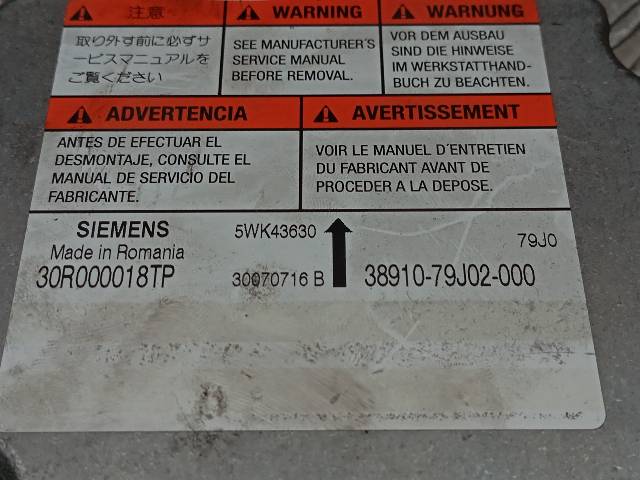 注意
取り外す前に必ずサ
ービスマニュアルを
ご覧ください
WARNING
SEE MANUFACTURER'S
SERVICE MANUAL
BEFORE REMOVAL.
WARNUNG
VOR DEM AUSBAU
SIND DIE HINWEISE
IM WERKSTATTHAND-
BUCH ZU BEACHTEN.
ADVERTENCIA
ANTES DE EFECTUAR EL
DESMONTAJE, CONSULTE EL
MANUAL DE SERVICIO DEL
FABRICANTE.
AVERTISSEMENT
VOIR LE MANUEL D´ENTRETIEN
DU FABRICANT AVANT DE
PROCEDER A LA DEPOSE.
SIEMENS 5WK43630 79J0
Made in Romania
30R000018TP 30070716 B 38910-79J02-000